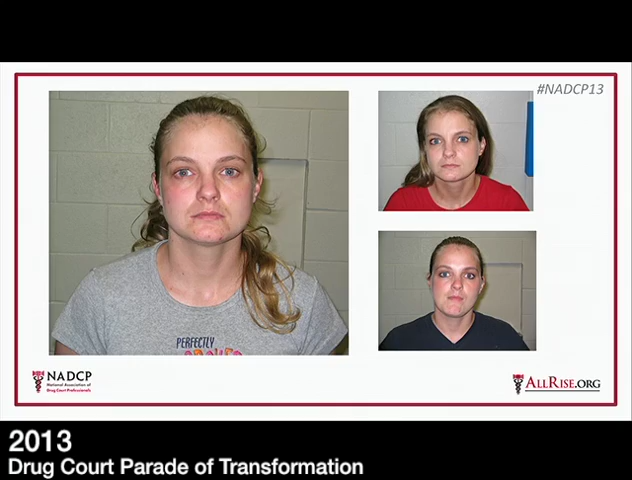 #NADCP13
PERFECTLY
NADCP
National Association of
Drug Court Professionals
ALLRISE.ORG
2013
Drug Court Parade of Transformation